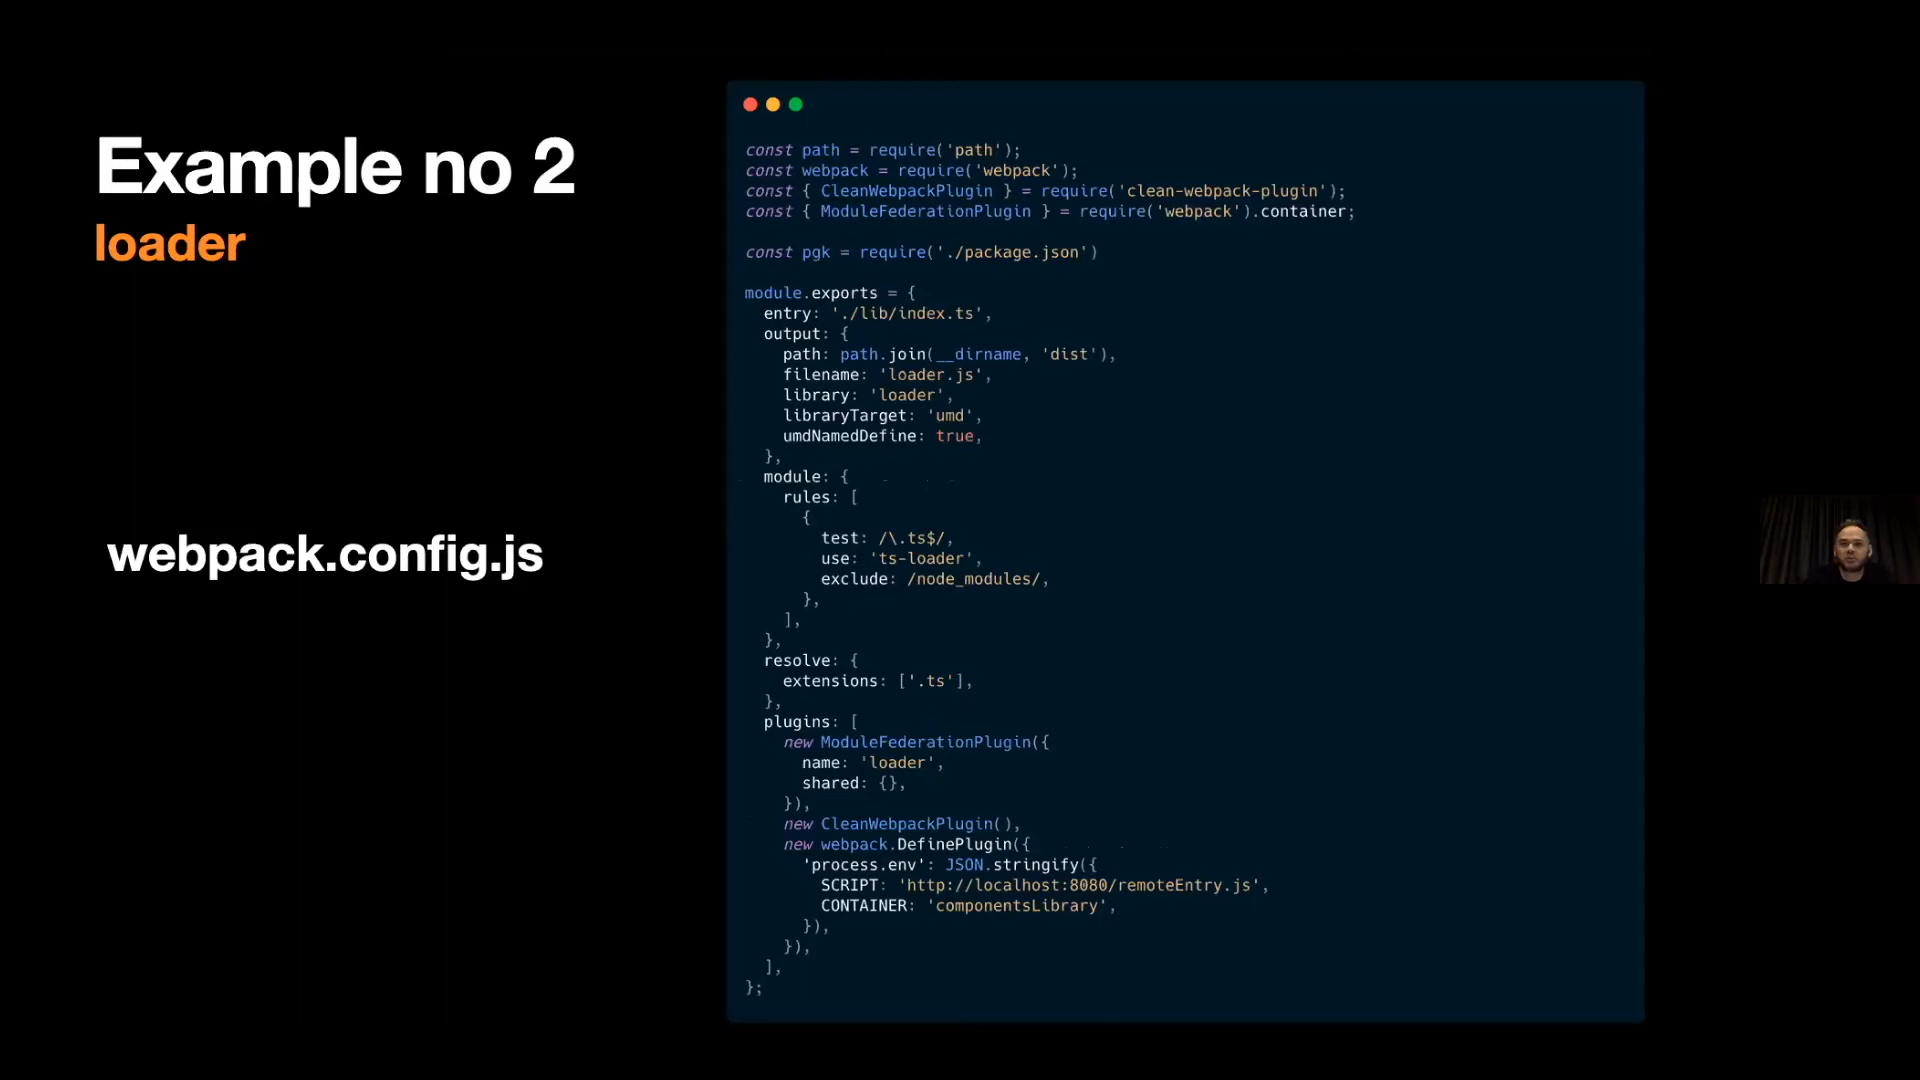 Example no 2
loader
webpack.config.js
const path = require('path');
const webpack = require('webpack');
const { CleanWebpackPlugin } = require('clean-webpack-plugin');
const { ModuleFederationPlugin } = require('webpack').container;
const pgk = require('./package.json')
module.exports = {
  entry: './lib/index.ts',
  output: {
    path: path.join(__dirname, 'dist'),
    filename: 'loader.js',
    library: 'loader',
    libraryTarget: 'umd',
    umdNamedDefine: true,
  },
  module: {
    rules: [
      {
        test: /\.ts$/,
        use: 'ts-loader',
        exclude: /node_modules/,
      },
    ],
  },
  resolve: {
    extensions: ['.ts'],
  },
  plugins: [
    new ModuleFederationPlugin({
      name: 'loader',
      shared: {},
    }),
    new CleanWebpackPlugin(),
    new webpack.DefinePlugin({
      'process.env': JSON.stringify({
        SCRIPT: 'http://localhost:8080/remoteEntry.js',
        CONTAINER: 'componentsLibrary',
      }),
    }),
  ],
};